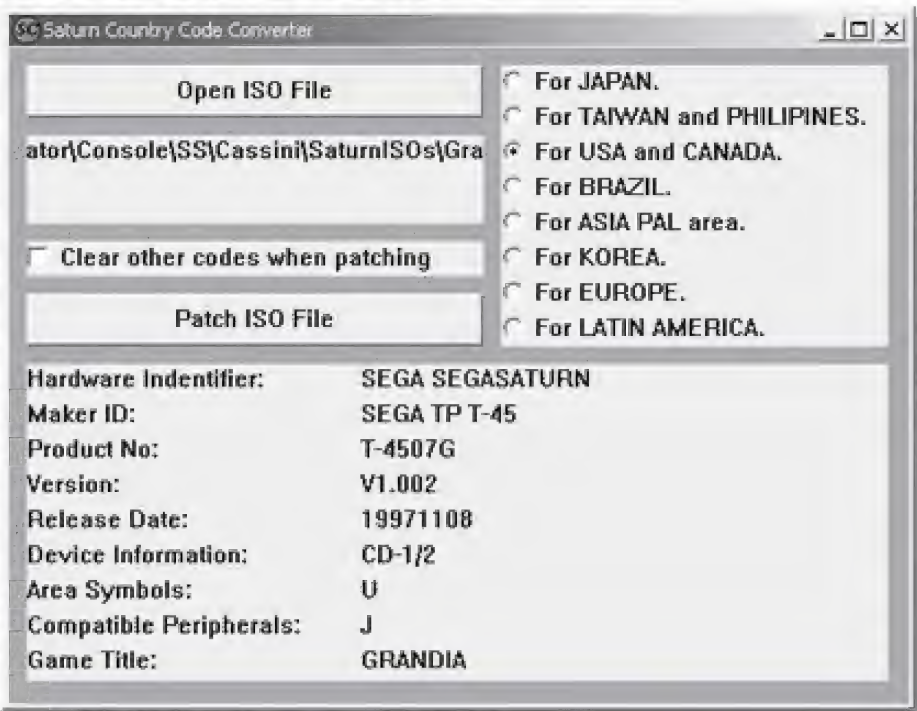 Saturn Country Code Converter
Open ISO File
ator\Console\SS\Cassini\SaturnISOs\Gra
Clear other codes when patching
Patch ISO File
For JAPAN.
For TAIWAN and PHILIPINES.
For USA and CANADA.
For BRAZIL.
For ASIA PAL area.
For KOREA.
For EUROPE.
For LATIN AMERICA.
Hardware Indentifier: SEGA SEGASATURN
Maker ID: SEGA TP T-45
Product No: T-4507G
Version: V1.002
Release Date: 19971108
Device Information: CD-1/2
Area Symbols: U
Compatible Peripherals: J
Game Title: GRANDIA